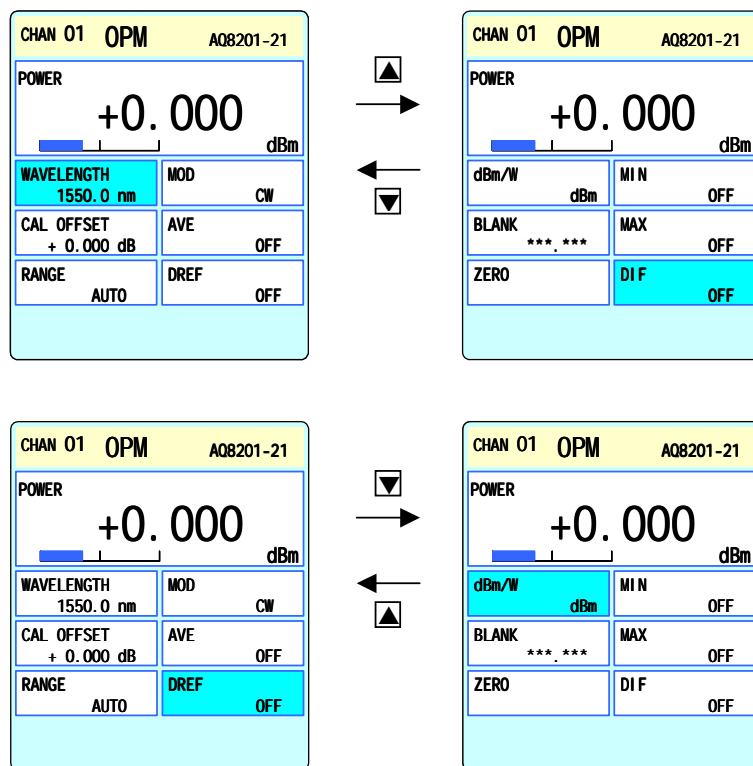 CHAN 01 OPM AQ8201-21
POWER
+0.000
dBm
WAVELENGTH
1550.0 nm
MOD
CW
CAL OFFSET
+ 0.000 dB
AVE
OFF
RANGE
AUTO
DREF
OFF
CHAN 01 OPM AQ8201-21
POWER
+0.000
dBm
dBm/W
dBm
MIN
OFF
BLANK
***.***
MAX
OFF
ZERO
DIF
OFF
CHAN 01 OPM AQ8201-21
POWER
+0.000
dBm
WAVELENGTH
1550.0 nm
MOD
CW
CAL OFFSET
+ 0.000 dB
AVE
OFF
RANGE
AUTO
DREF
OFF
CHAN 01 OPM AQ8201-21
POWER
+0.000
dBm
dBm/W
dBm
MIN
OFF
BLANK
***.***
MAX
OFF
ZERO
DIF
OFF